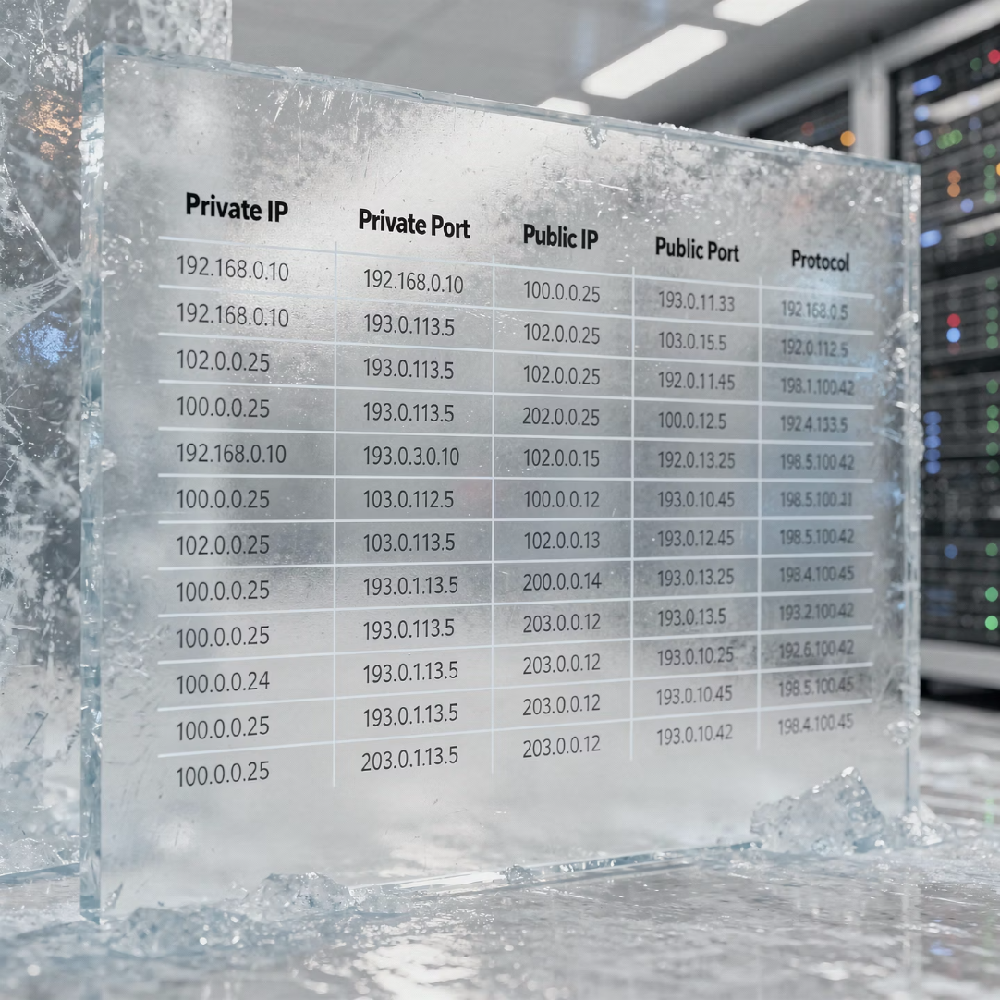 Private IP Private Port Public IP Public Port Protocol
192.168.0.10 192.168.0.10 100.0.0.25 193.0.11.33 192.168.0.5
192.168.0.10 193.0.113.5 102.0.0.25 103.0.15.5 192.0.112.5
102.0.0.25 193.0.113.5 102.0.0.25 192.0.11.45 198.1.100.42
100.0.0.25 193.0.113.5 202.0.0.25 100.0.12.5 192.4.133.5
192.168.0.10 193.0.3.0.10 102.0.0.15 192.0.13.25 198.5.100.42
100.0.0.25 103.0.112.5 100.0.0.12 193.0.10.45 198.5.100.31
102.0.0.25 103.0.113.5 102.0.0.13 193.0.12.45 198.5.100.42
100.0.0.25 193.0.1.13.5 200.0.0.14 193.0.13.25 198.4.100.45
100.0.0.25 193.0.113.5 203.0.0.12 193.0.13.5 193.2.100.42
100.0.0.24 193.0.1.13.5 203.0.0.12 193.0.10.25 192.6.100.42
100.0.0.25 193.0.1.13.5 203.0.0.12 193.0.10.45 198.5.100.45
100.0.0.25 203.0.1.13.5 203.0.0.12 193.0.10.42 198.4.100.45